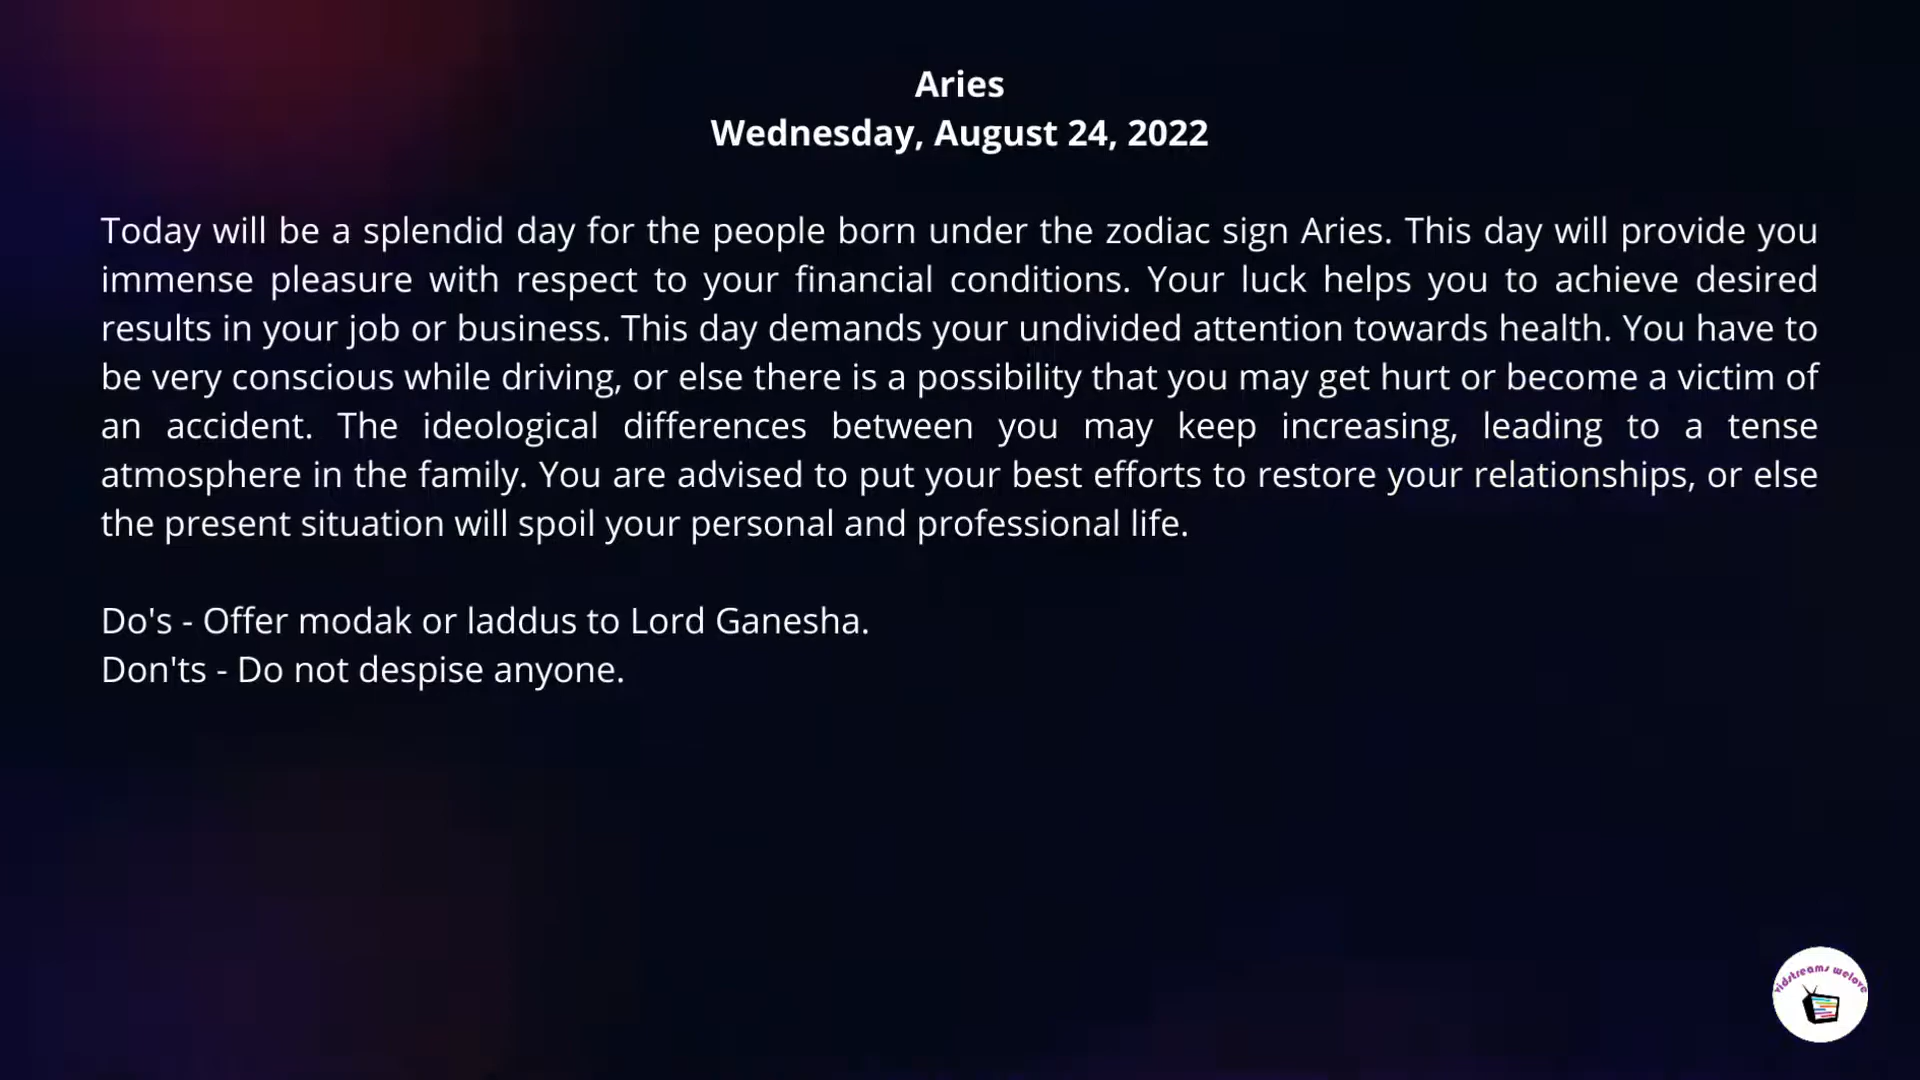 Aries
Wednesday, August 24, 2022
Today will be a splendid day for the people born under the zodiac sign Aries. This day will provide you
immense pleasure with respect to your financial conditions. Your luck helps you to achieve desired
results in your job or business. This day demands your undivided attention towards health. You have to
be very conscious while driving, or else there is a possibility that you may get hurt or become a victim of
an accident. The ideological differences between you may keep increasing, leading to a tense
atmosphere in the family. You are advised to put your best efforts to restore your relationships, or else
the present situation will spoil your personal and professional life.
Do's - Offer modak or laddus to Lord Ganesha.
Don'ts - Do not despise anyone.
vidstreams welove